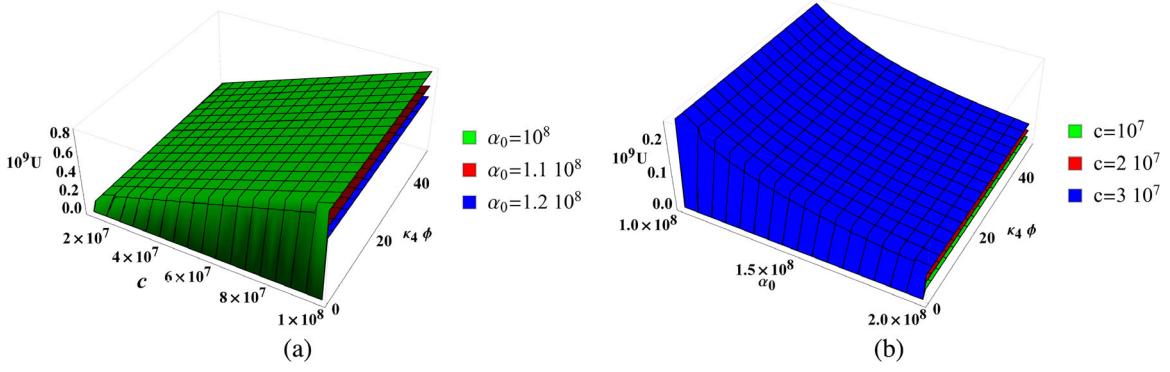 0.8
0.6
0.4
0.2
0.0
10⁹U
2×10⁷
4×10⁷
6×10⁷
8×10⁷
1×10⁸
c
0
20
40
κ₄ ϕ
α₀=10⁸
α₀=1.1 10⁸
α₀=1.2 10⁸
(a)
0.2
0.1
0.0
10⁹U
1.0×10⁸
1.5×10⁸
2.0×10⁸
α₀
0
20
40
κ₄ ϕ
c=10⁷
c=2 10⁷
c=3 10⁷
(b)